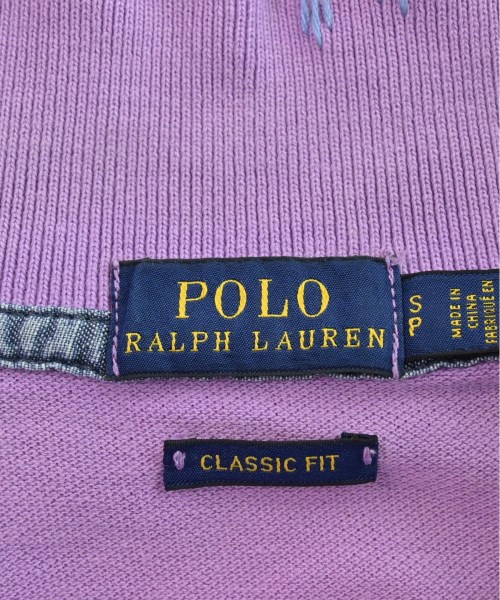 POLO
RALPH LAUREN
S
P
MADE IN
CHINA
FABRIQUÉ EN
CLASSIC FIT